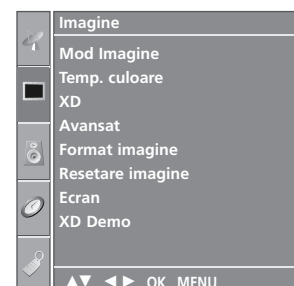 Imagine
Mod Imagine
Temp. culoare
XD
Avansat
Format imagine
Resetare imagine
Ecran
XD Demo
▲▼ ◄► OK MENU